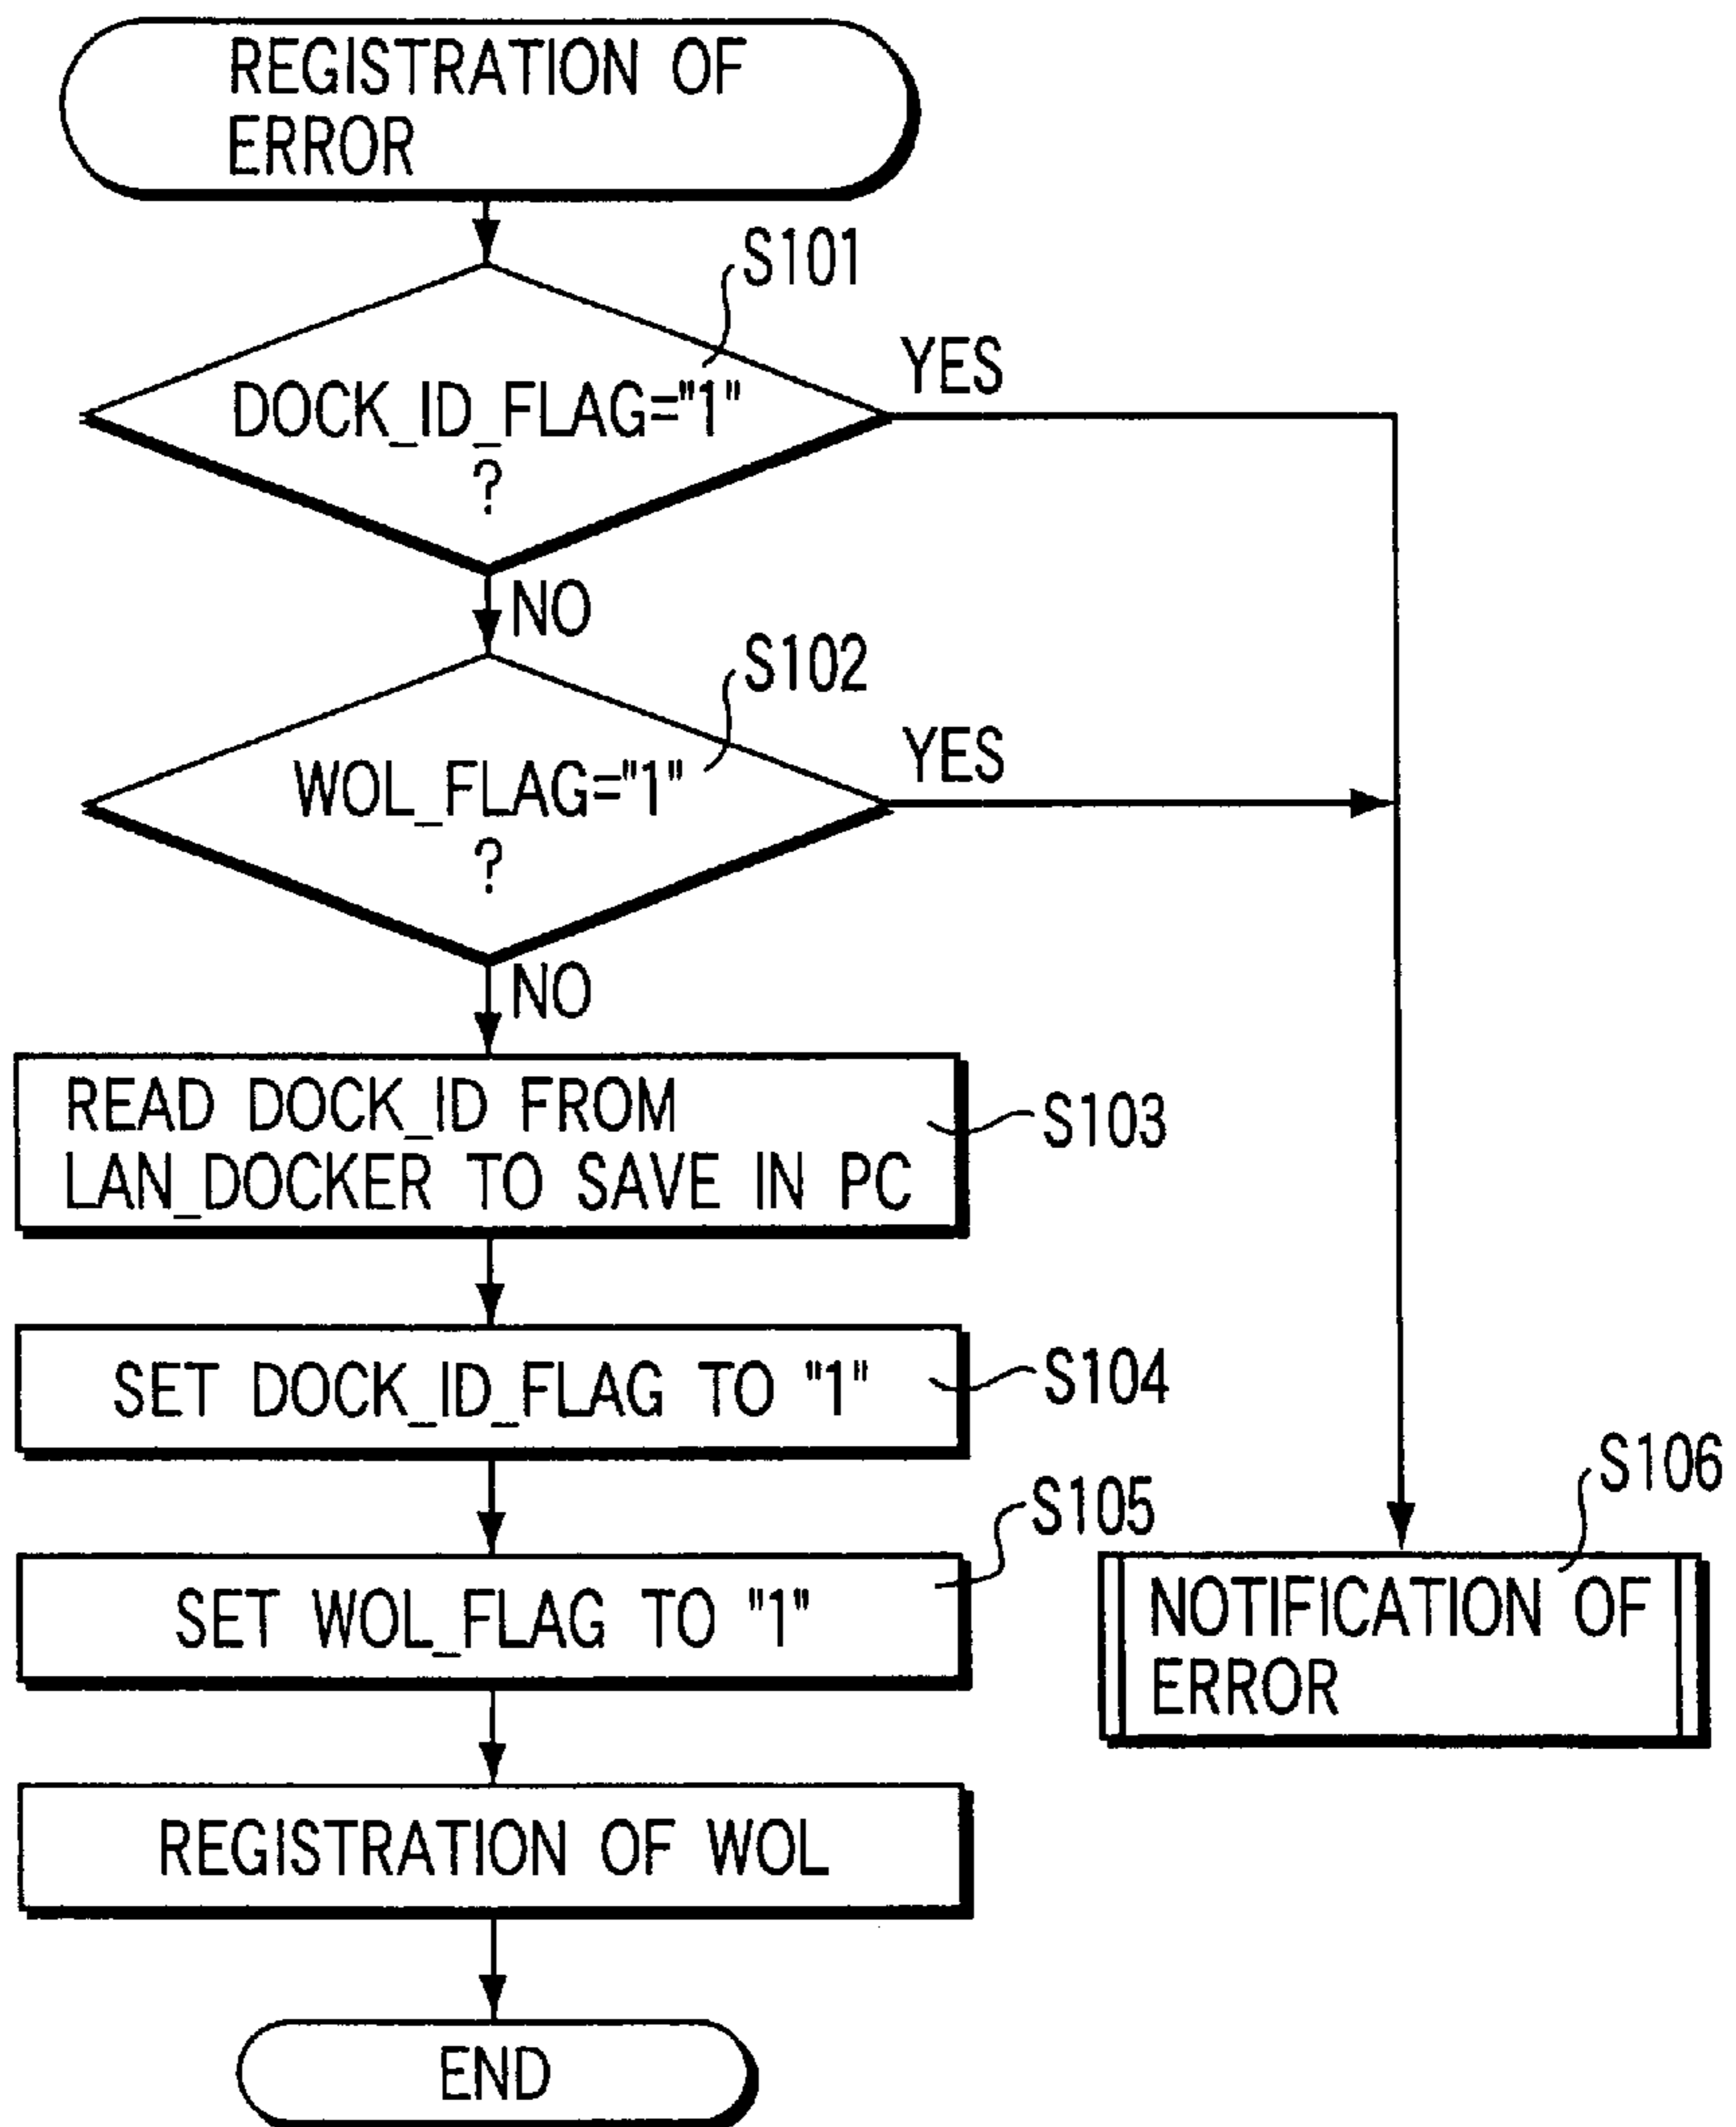 REGISTRATION OF
ERROR
S101
DOCK_ID_FLAG="1"
?
YES
NO
S102
WOL_FLAG="1"
?
YES
NO
READ DOCK_ID FROM
LAN_DOCKER TO SAVE IN PC
S103
SET DOCK_ID_FLAG TO "1"
S104
SET WOL_FLAG TO "1"
S105
S106
NOTIFICATION OF
ERROR
REGISTRATION OF WOL
END